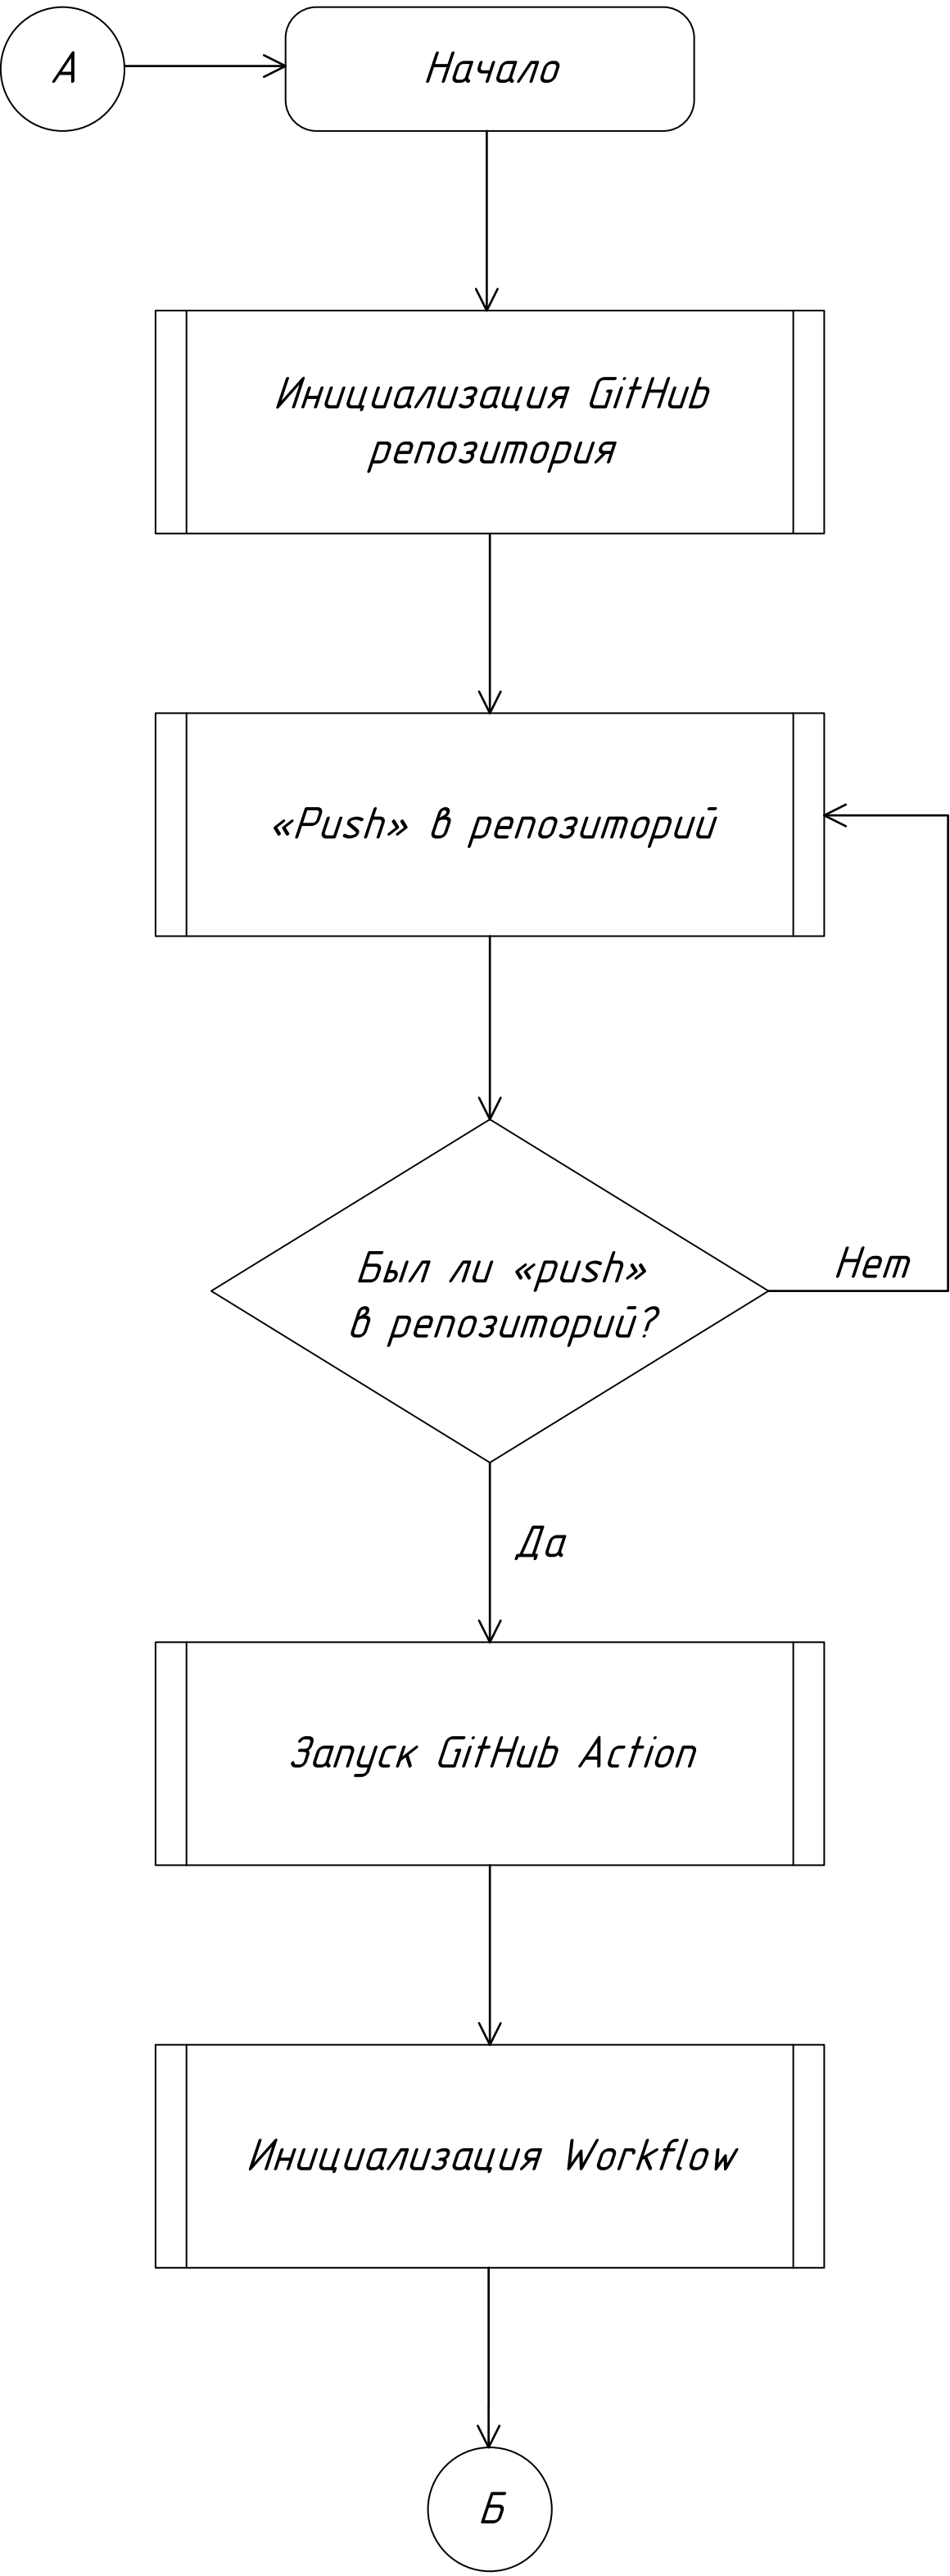 А
Начало
Инициализация GitHub
репозитория
«Push» в репозиторий
Был ли «push»
в репозиторий?
Нет
Да
Запуск GitHub Action
Инициализация Workflow
Б